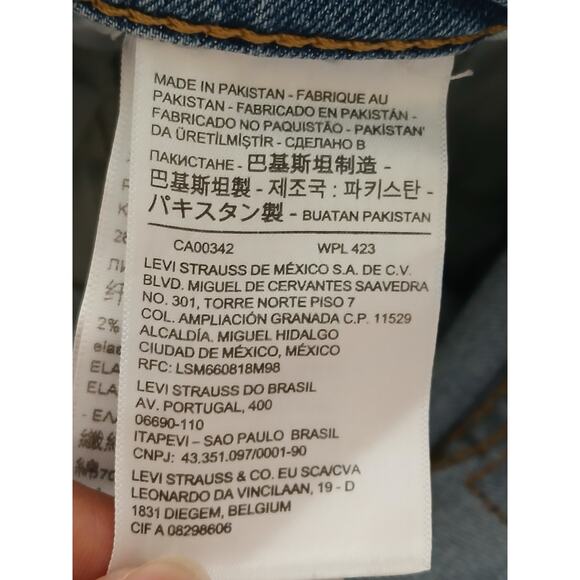 MADE IN PAKISTAN - FABRIQUE AU
PAKISTAN - FABRICADO EN PAKISTÁN -
FABRICADO NO PAQUISTÃO - PAKİSTAN'
DA ÜRETİLMİŞTİR - СДЕЛАНО В
ПАКИСТАНЕ - 巴基斯坦制造 -
巴基斯坦製 - 제조국 : 파키스탄 -
パキスタン製 - BUATAN PAKISTAN
CA00342 WPL 423
LEVI STRAUSS DE MÉXICO S.A. DE C.V.
BLVD. MIGUEL DE CERVANTES SAAVEDRA
NO. 301, TORRE NORTE PISO 7
COL. AMPLIACIÓN GRANADA C.P. 11529
ALCALDÍA. MIGUEL HIDALGO
CIUDAD DE MÉXICO, MÉXICO
RFC: LSM660818M98
LEVI STRAUSS DO BRASIL
AV. PORTUGAL, 400
06690-110
ITAPEVI – SAO PAULO BRASIL
CNPJ: 43.351.097/0001-90
LEVI STRAUSS & CO. EU SCA/CVA
LEONARDO DA VINCILAAN, 19 - D
1831 DIEGEM, BELGIUM
CIF A 08298606
2%
ELA
ELA